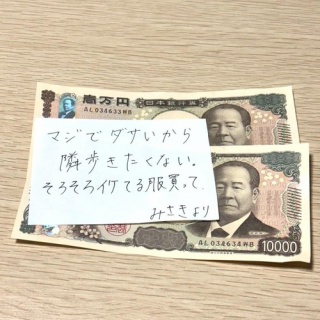 壱万円
AL034633WB
日本銀行券
マジでダサいから
隣歩きたくない。
そろそろイケてる服買って
みさきより
AL034634WB
10000